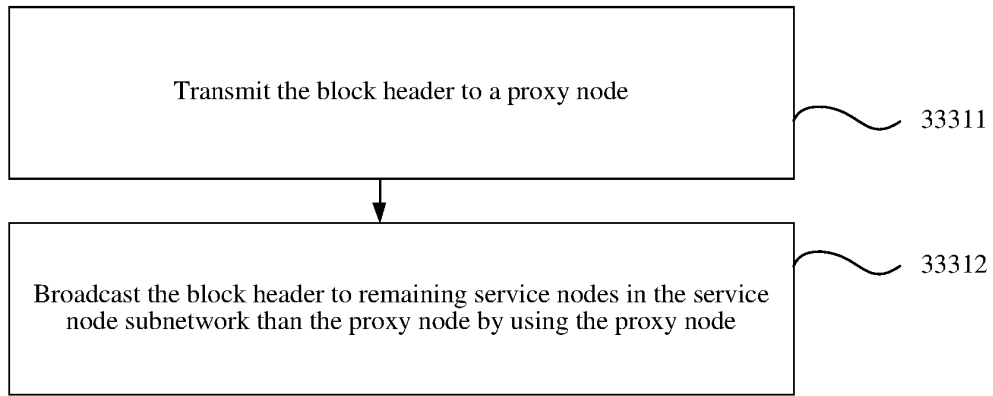 Transmit the block header to a proxy node
33311
33312
Broadcast the block header to remaining service nodes in the service
node subnetwork than the proxy node by using the proxy node